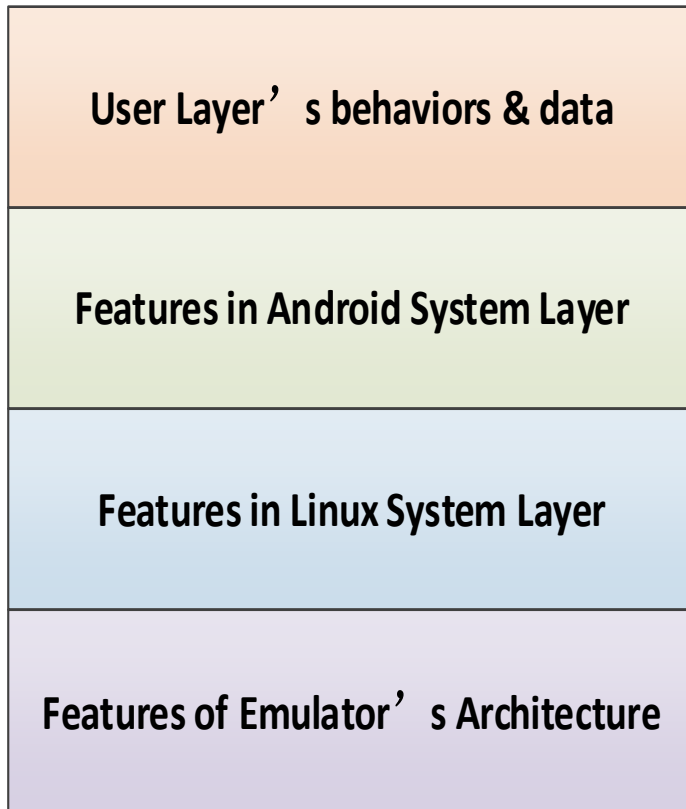 User Layer’s behaviors & data
Features in Android System Layer
Features in Linux System Layer
Features of Emulator’s Architecture